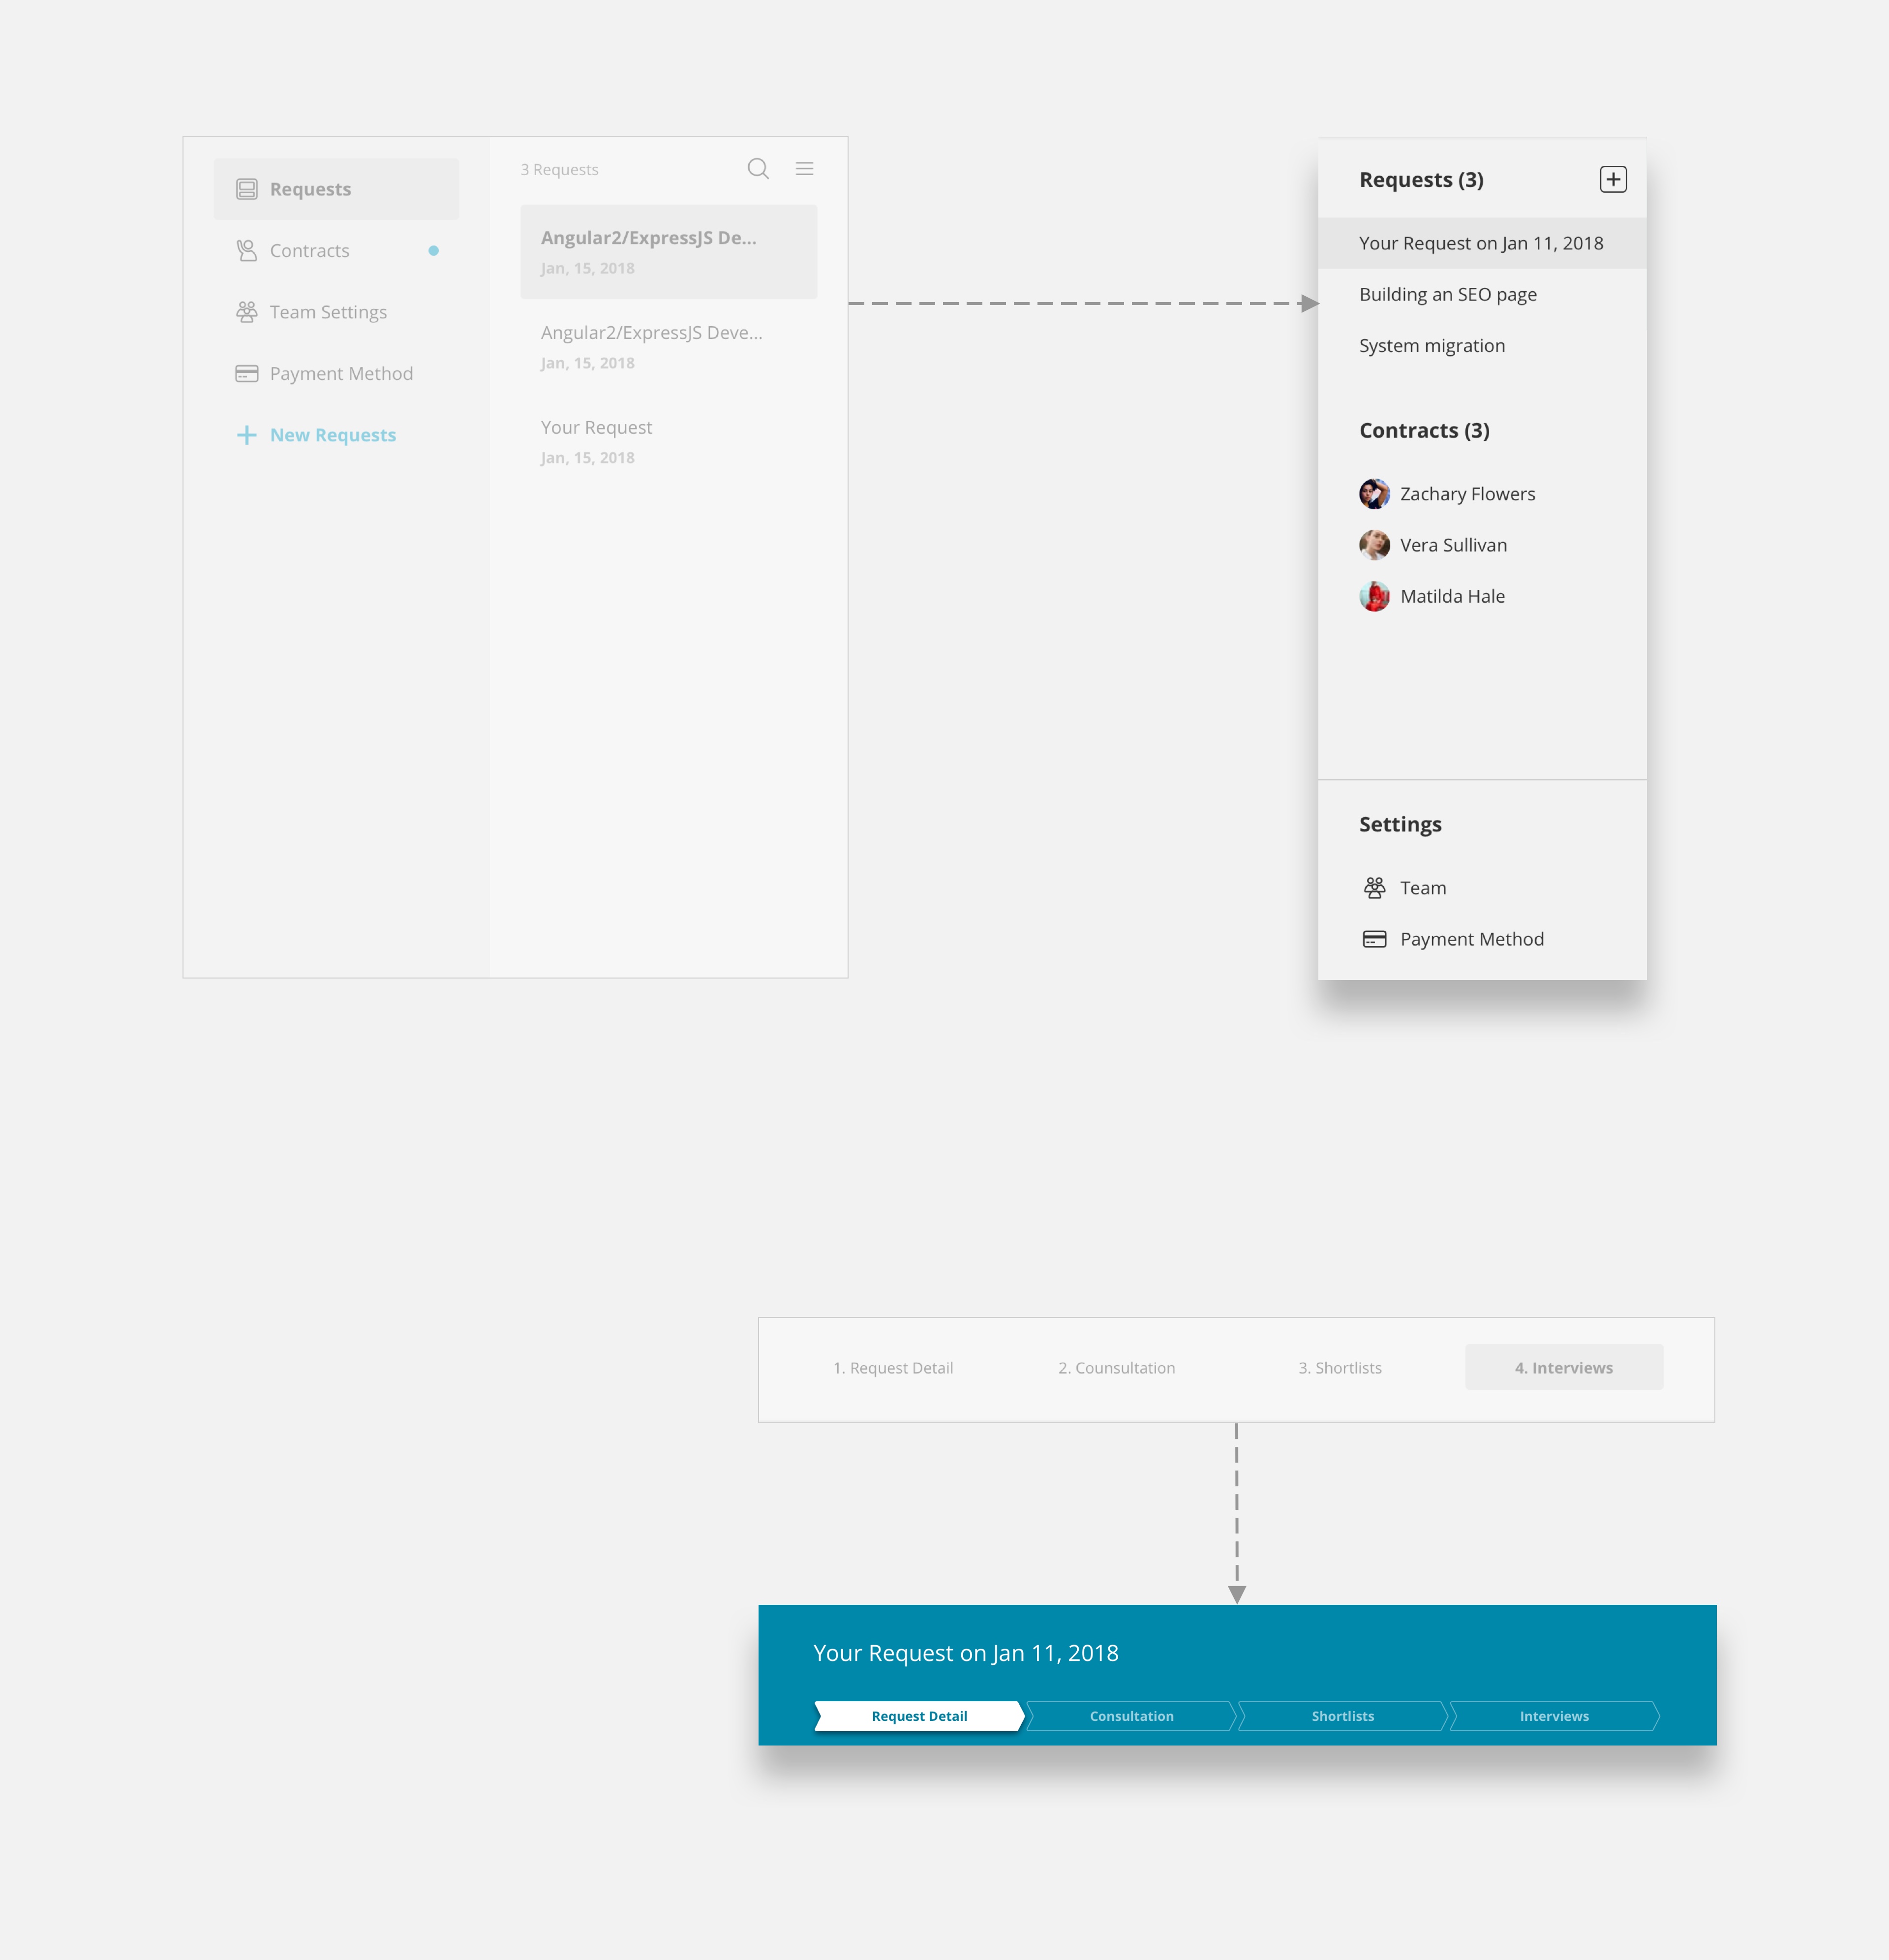 Requests
Contracts
Team Settings
Payment Method
New Requests
3 Requests
Angular2/ExpressJS De...
Jan, 15, 2018
Angular2/ExpressJS Deve...
Jan, 15, 2018
Your Request
Jan, 15, 2018
Requests (3)
Your Request on Jan 11, 2018
Building an SEO page
System migration
Contracts (3)
Zachary Flowers
Vera Sullivan
Matilda Hale
Settings
Team
Payment Method
1. Request Detail
2. Counsultation
3. Shortlists
4. Interviews
Your Request on Jan 11, 2018
Request Detail
Consultation
Shortlists
Interviews